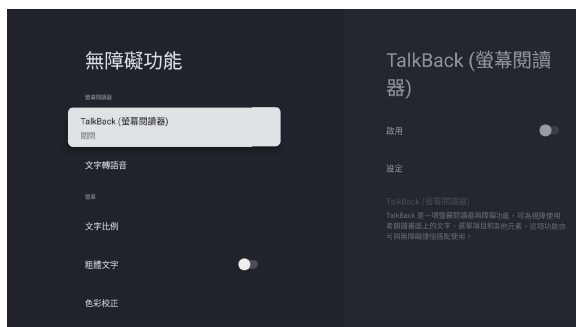 無障礙功能
螢幕閱讀器
TalkBack (螢幕閱讀器)
關閉
文字轉語音
螢幕
文字比例
粗體文字
色彩校正
TalkBack (螢幕閱讀
器)
啟用
設定
TalkBack (螢幕閱讀器)
TalkBack 是一項螢幕閱讀器無障礙功能，可為視障使用
者朗讀畫面上的文字、選單項目和其他元素。這項功能亦
可與無障礙捷徑搭配使用。